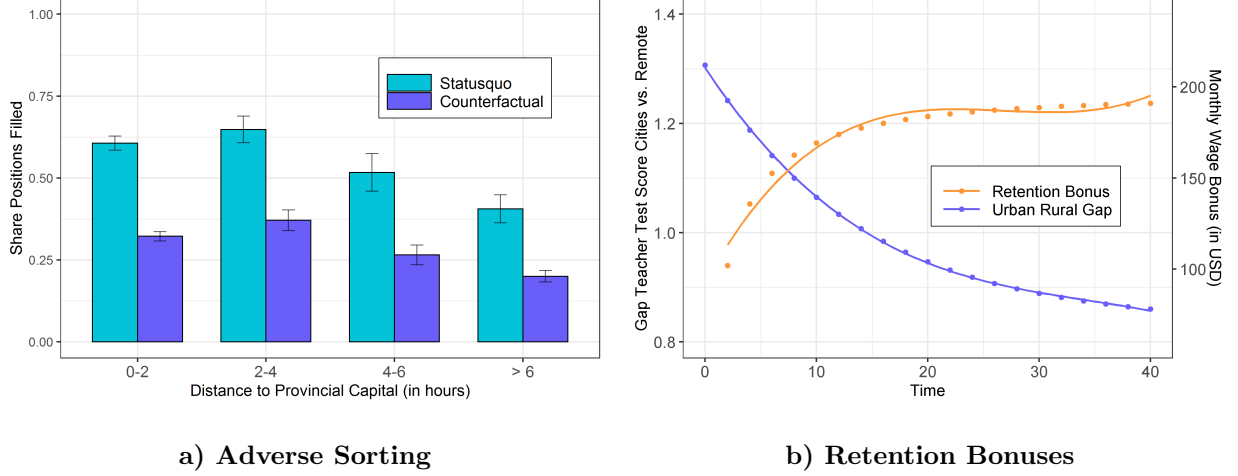 1.00
0.75
0.50
0.25
0.00
Share Positions Filled
Statusquo
Counterfactual
0-2
2-4
4-6
> 6
Distance to Provincial Capital (in hours)
a) Adverse Sorting
1.4
1.2
1.0
0.8
Gap Teacher Test Score Cities vs. Remote
Retention Bonus
Urban Rural Gap
200
150
100
Monthly Wage Bonus (in USD)
0
10
20
30
40
Time
b) Retention Bonuses